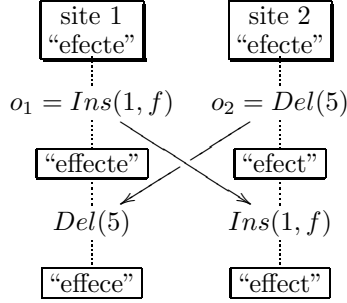 site 1 site 2
“efecte” “efecte”
o₁ = Ins(1, f) o₂ = Del(5)
“effecte” “efect”
Del(5) Ins(1, f)
“effece” “effect”